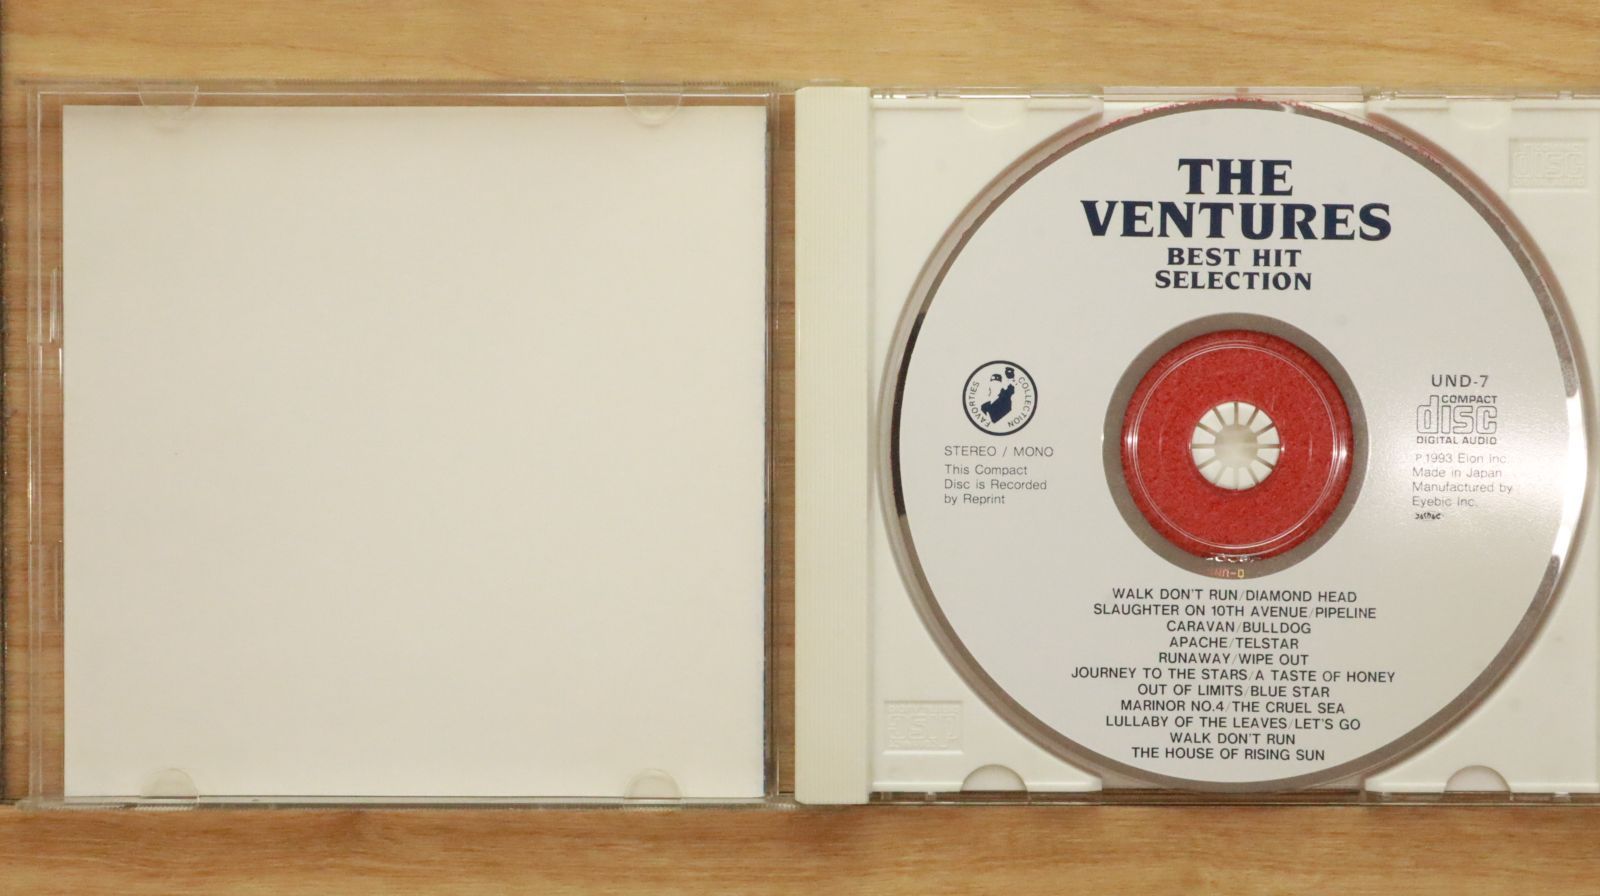 THE
VENTURES
BEST HIT
SELECTION
FAVORTIES COLLECTION
STEREO / MONO
This Compact
Disc is Recorded
by Reprint
UND-7
COMPACT
disc
DIGITAL AUDIO
P 1993 Elon Inc.
Made in Japan
Manufactured by
Eyebic Inc.
WALK DON'T RUN/DIAMOND HEAD
SLAUGHTER ON 10TH AVENUE/PIPELINE
CARAVAN/BULLDOG
APACHE/TELSTAR
RUNAWAY/WIPE OUT
JOURNEY TO THE STARS/A TASTE OF HONEY
OUT OF LIMITS/BLUE STAR
MARINOR NO.4/THE CRUEL SEA
LULLABY OF THE LEAVES/LET'S GO
WALK DON'T RUN
THE HOUSE OF RISING SUN
COMPACT
disc